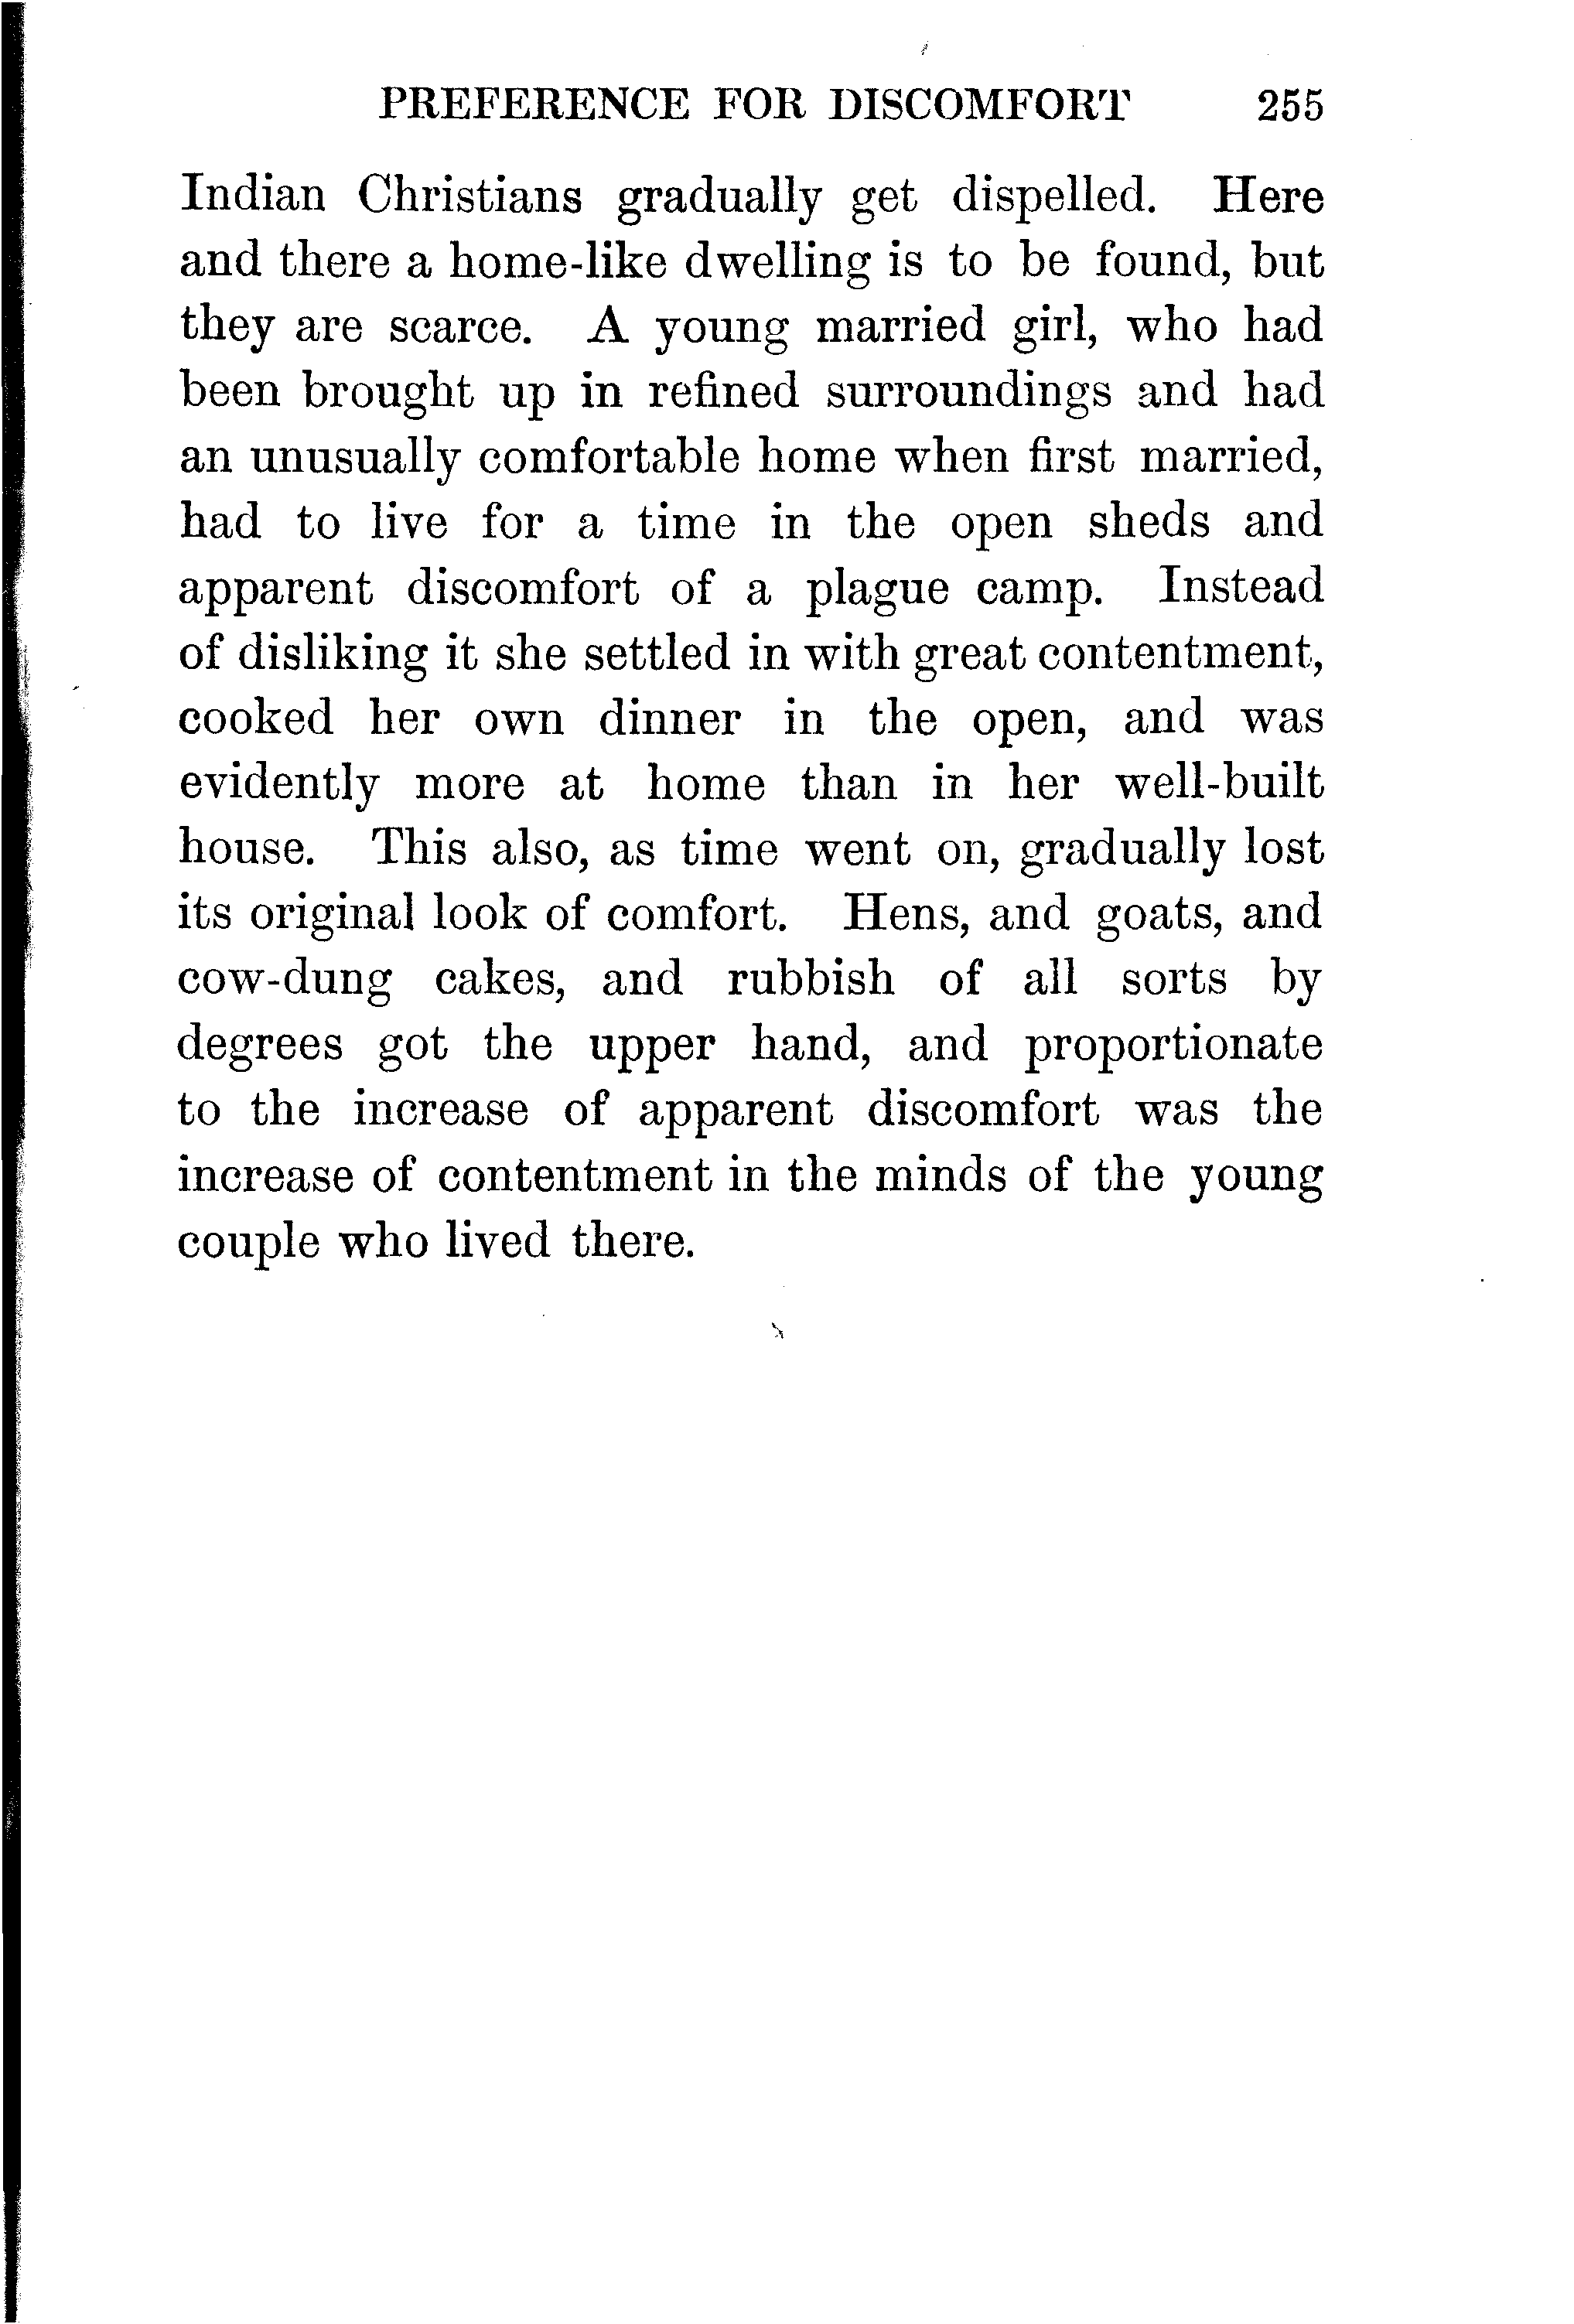 PREFERENCE FOR DISCOMFORT 255
Indian Christians gradually get dispelled. Here
and there a home-like dwelling is to be found, but
they are scarce. A young married girl, who had
been brought up in refined surroundings and had
an unusually comfortable home when first married,
had to live for a time in the open sheds and
apparent discomfort of a plague camp. Instead
of disliking it she settled in with great contentment,
cooked her own dinner in the open, and was
evidently more at home than in her well-built
house. This also, as time went on, gradually lost
its original look of comfort. Hens, and goats, and
cow-dung cakes, and rubbish of all sorts by
degrees got the upper hand, and proportionate
to the increase of apparent discomfort was the
increase of contentment in the minds of the young
couple who lived there.